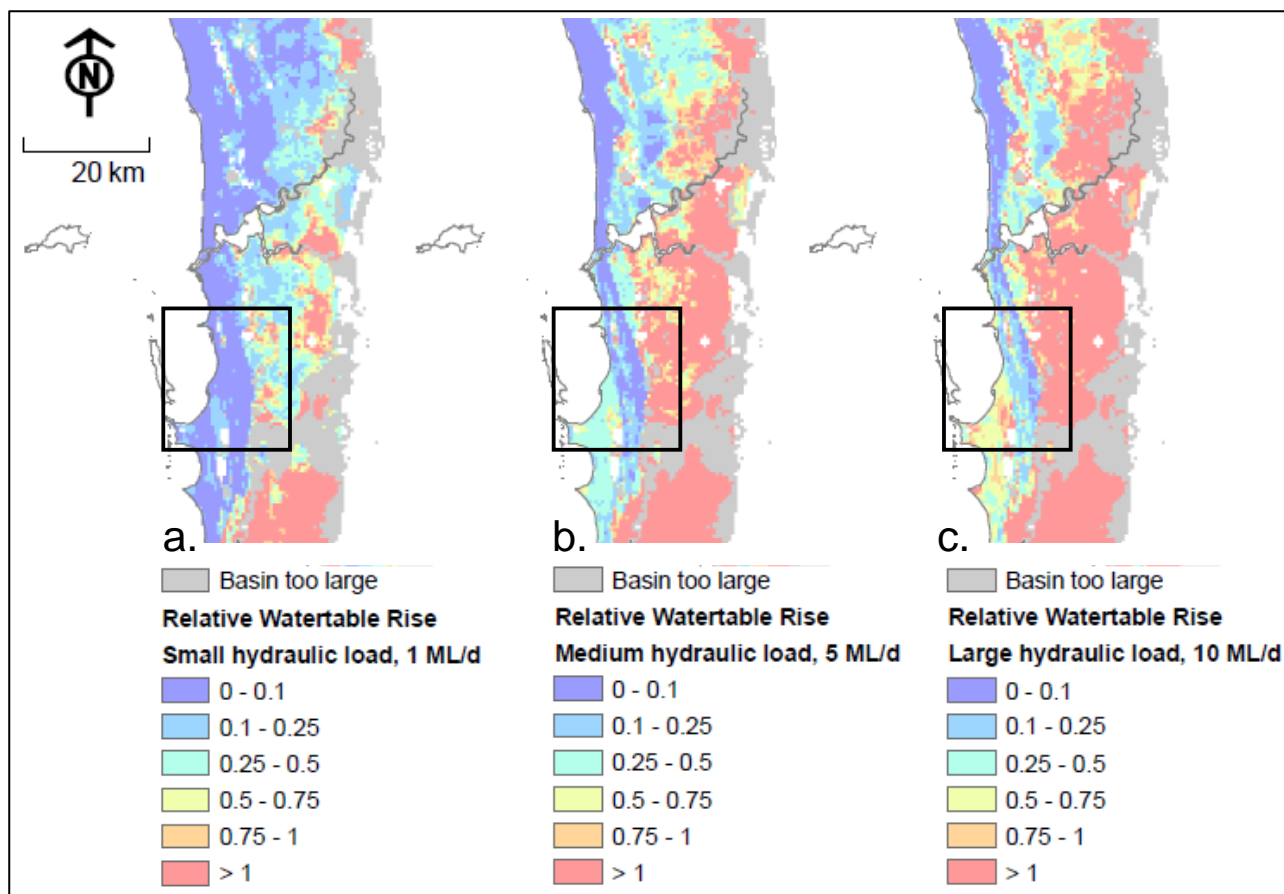 N
20 km
a.
Basin too large
Relative Watertable Rise
Small hydraulic load, 1 ML/d
0 - 0.1
0.1 - 0.25
0.25 - 0.5
0.5 - 0.75
0.75 - 1
> 1
b.
Basin too large
Relative Watertable Rise
Medium hydraulic load, 5 ML/d
0 - 0.1
0.1 - 0.25
0.25 - 0.5
0.5 - 0.75
0.75 - 1
> 1
c.
Basin too large
Relative Watertable Rise
Large hydraulic load, 10 ML/d
0 - 0.1
0.1 - 0.25
0.25 - 0.5
0.5 - 0.75
0.75 - 1
> 1